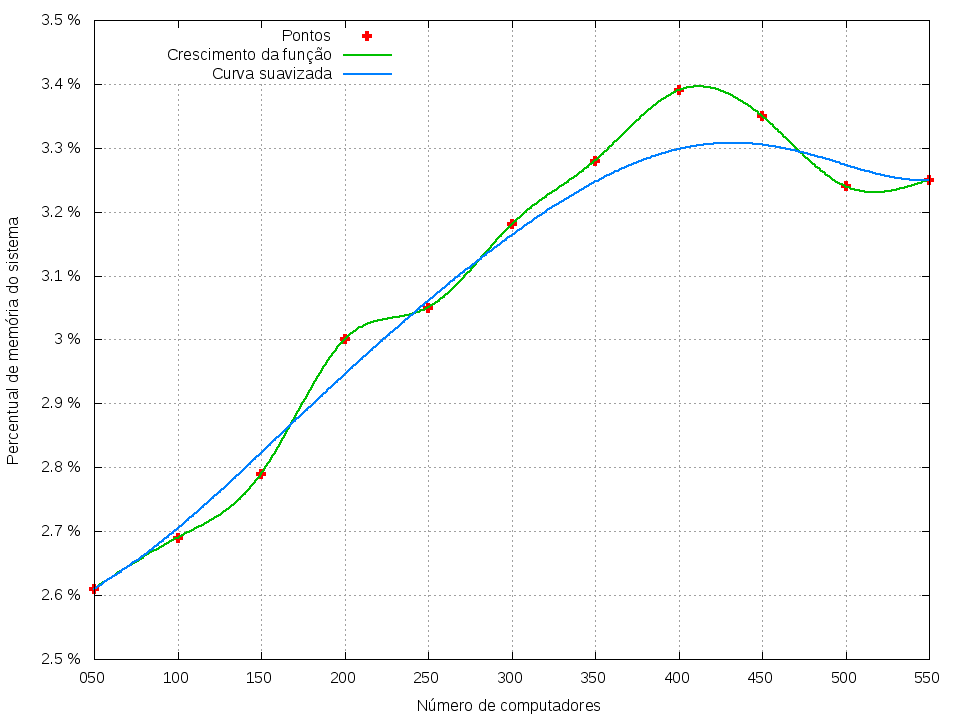 3.5 %
3.4 %
3.3 %
3.2 %
3.1 %
3 %
2.9 %
2.8 %
2.7 %
2.6 %
2.5 %
Percentual de memória do sistema
Pontos
Crescimento da função
Curva suavizada
050 100 150 200 250 300 350 400 450 500 550
Número de computadores